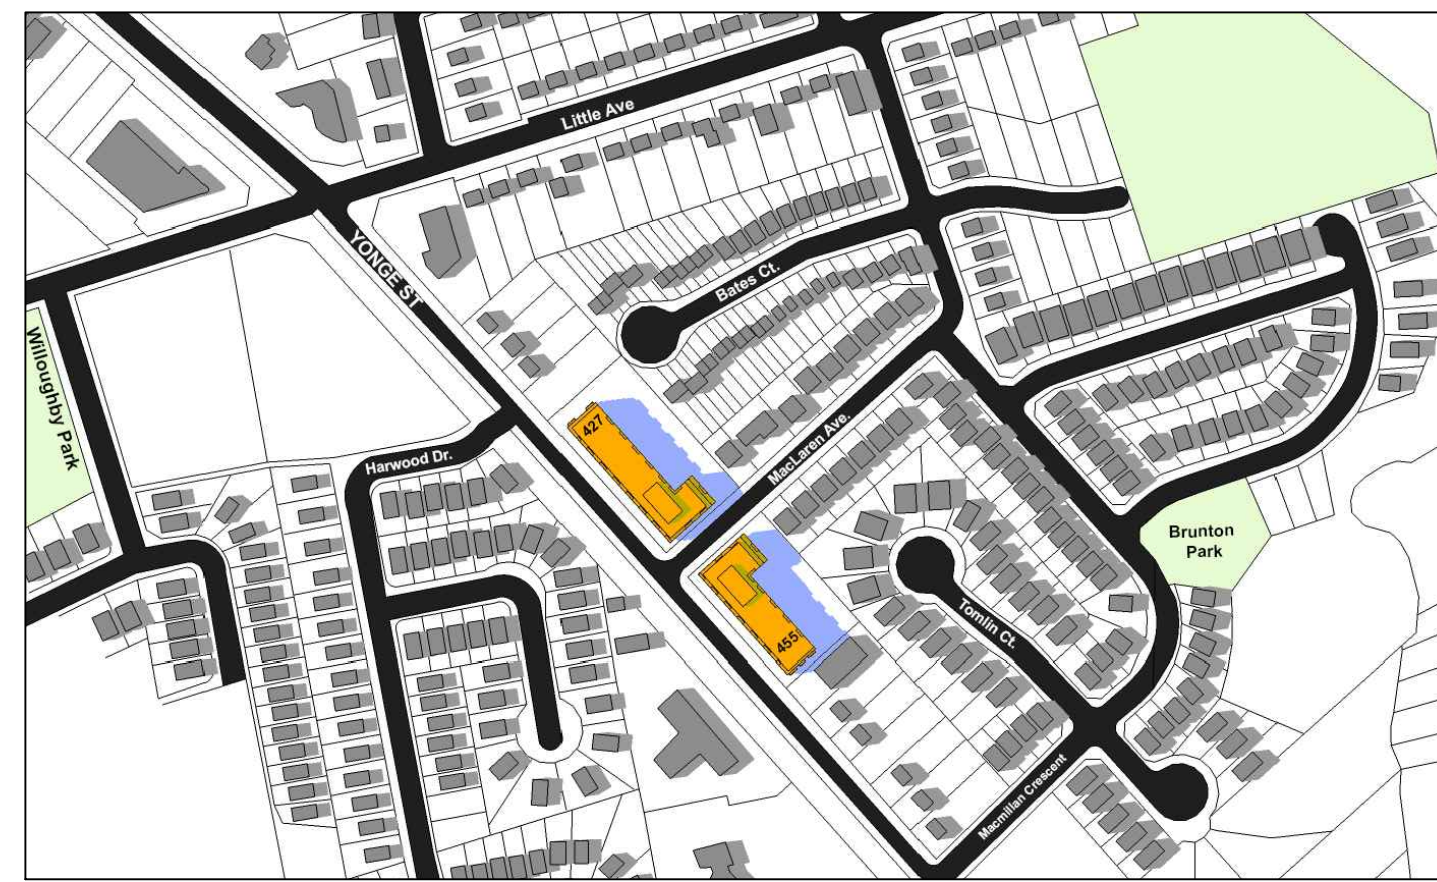 Little Ave
YONGE ST
Bates Ct.
Willoughby Park
427
MacLaren Ave.
Harwood Dr.
Brunton
Park
Tomlin Ct.
455
Macmillan Crescent